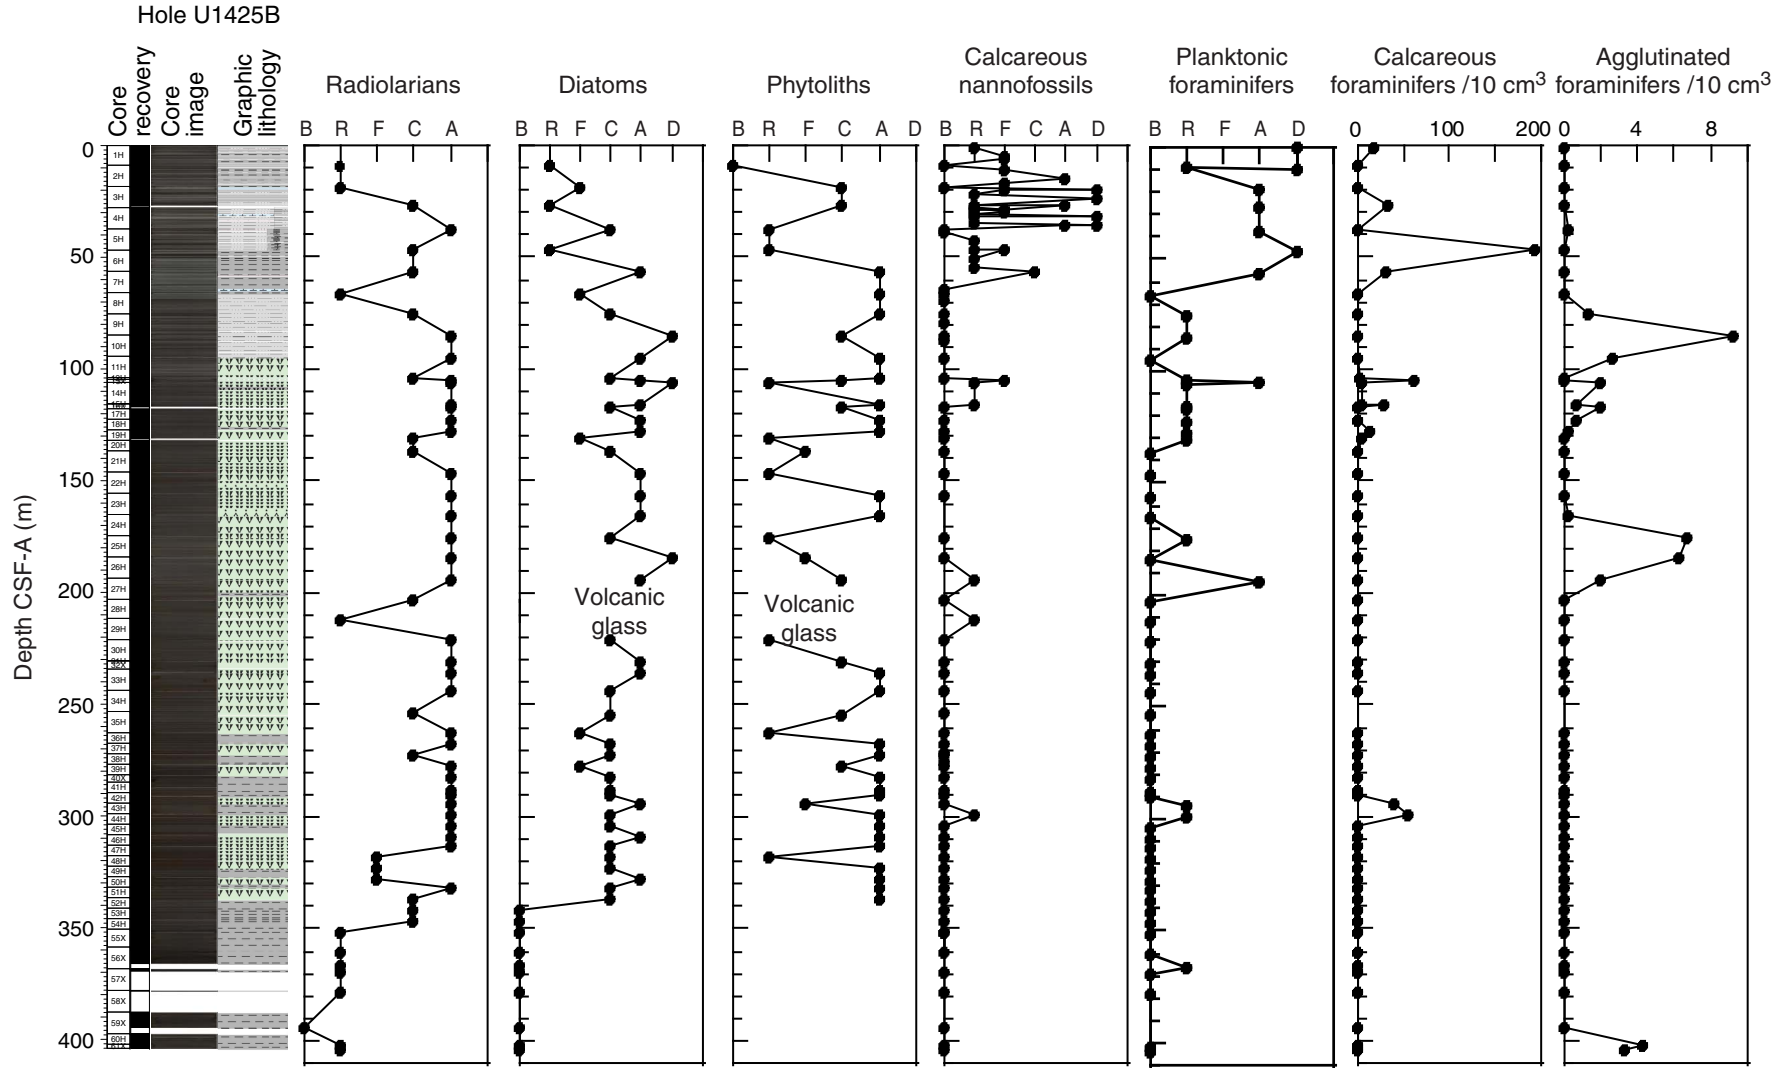 Hole U1425B
Core
recovery
Core
image
Graphic
lithology
Radiolarians
Diatoms
Phytoliths
Calcareous
nannofossils
Planktonic
foraminifers
Calcareous
foraminifers /10 cm3
Agglutinated
foraminifers /10 cm3
B R F C A
B R F C A D
B R F C A D
B R F C A D
B R F A D
0 100 200
0 4 8
Depth CSF-A (m)
0
50
100
150
200
250
300
350
400
1H
2H
3H
4H
5H
6H
7H
8H
9H
10H
11H
14H
17H
18H
19H
20H
21H
22H
23H
24H
25H
26H
27H
28H
29H
30H
33H
34H
35H
36H
37H
38H
39H
40X
41H
42H
43H
44H
45H
46H
47H
48H
49H
50H
51H
52H
53H
54H
55X
56X
57X
58X
59X
60H
Volcanic
glass
Volcanic
glass